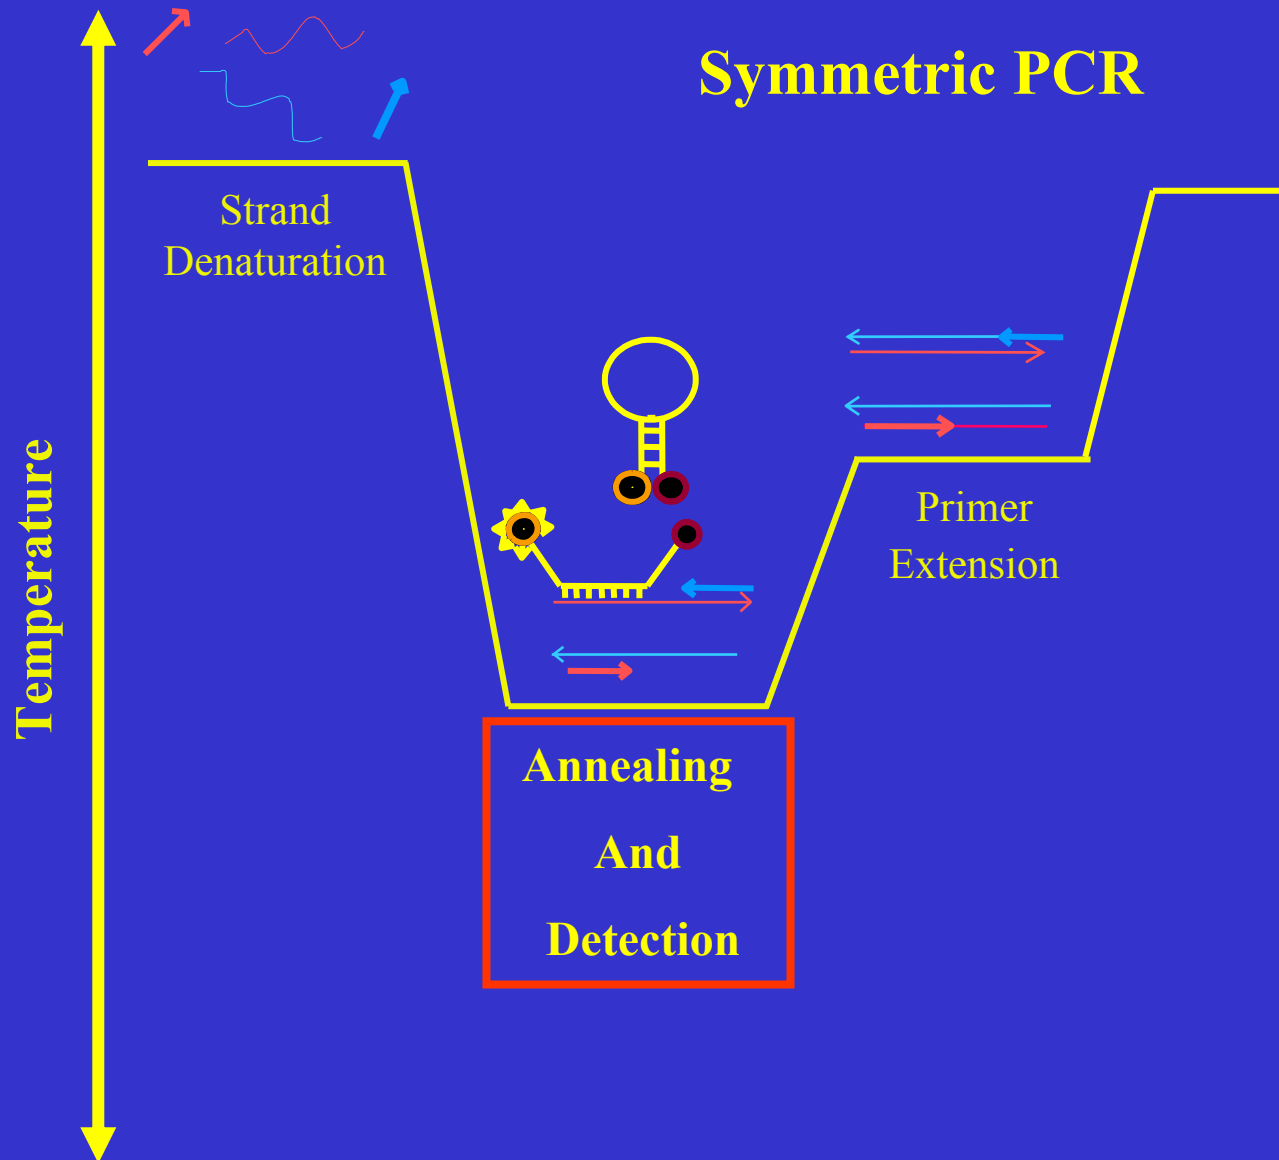 Symmetric PCR
Strand
Denaturation
Temperature
Primer
Extension
Annealing
And
Detection